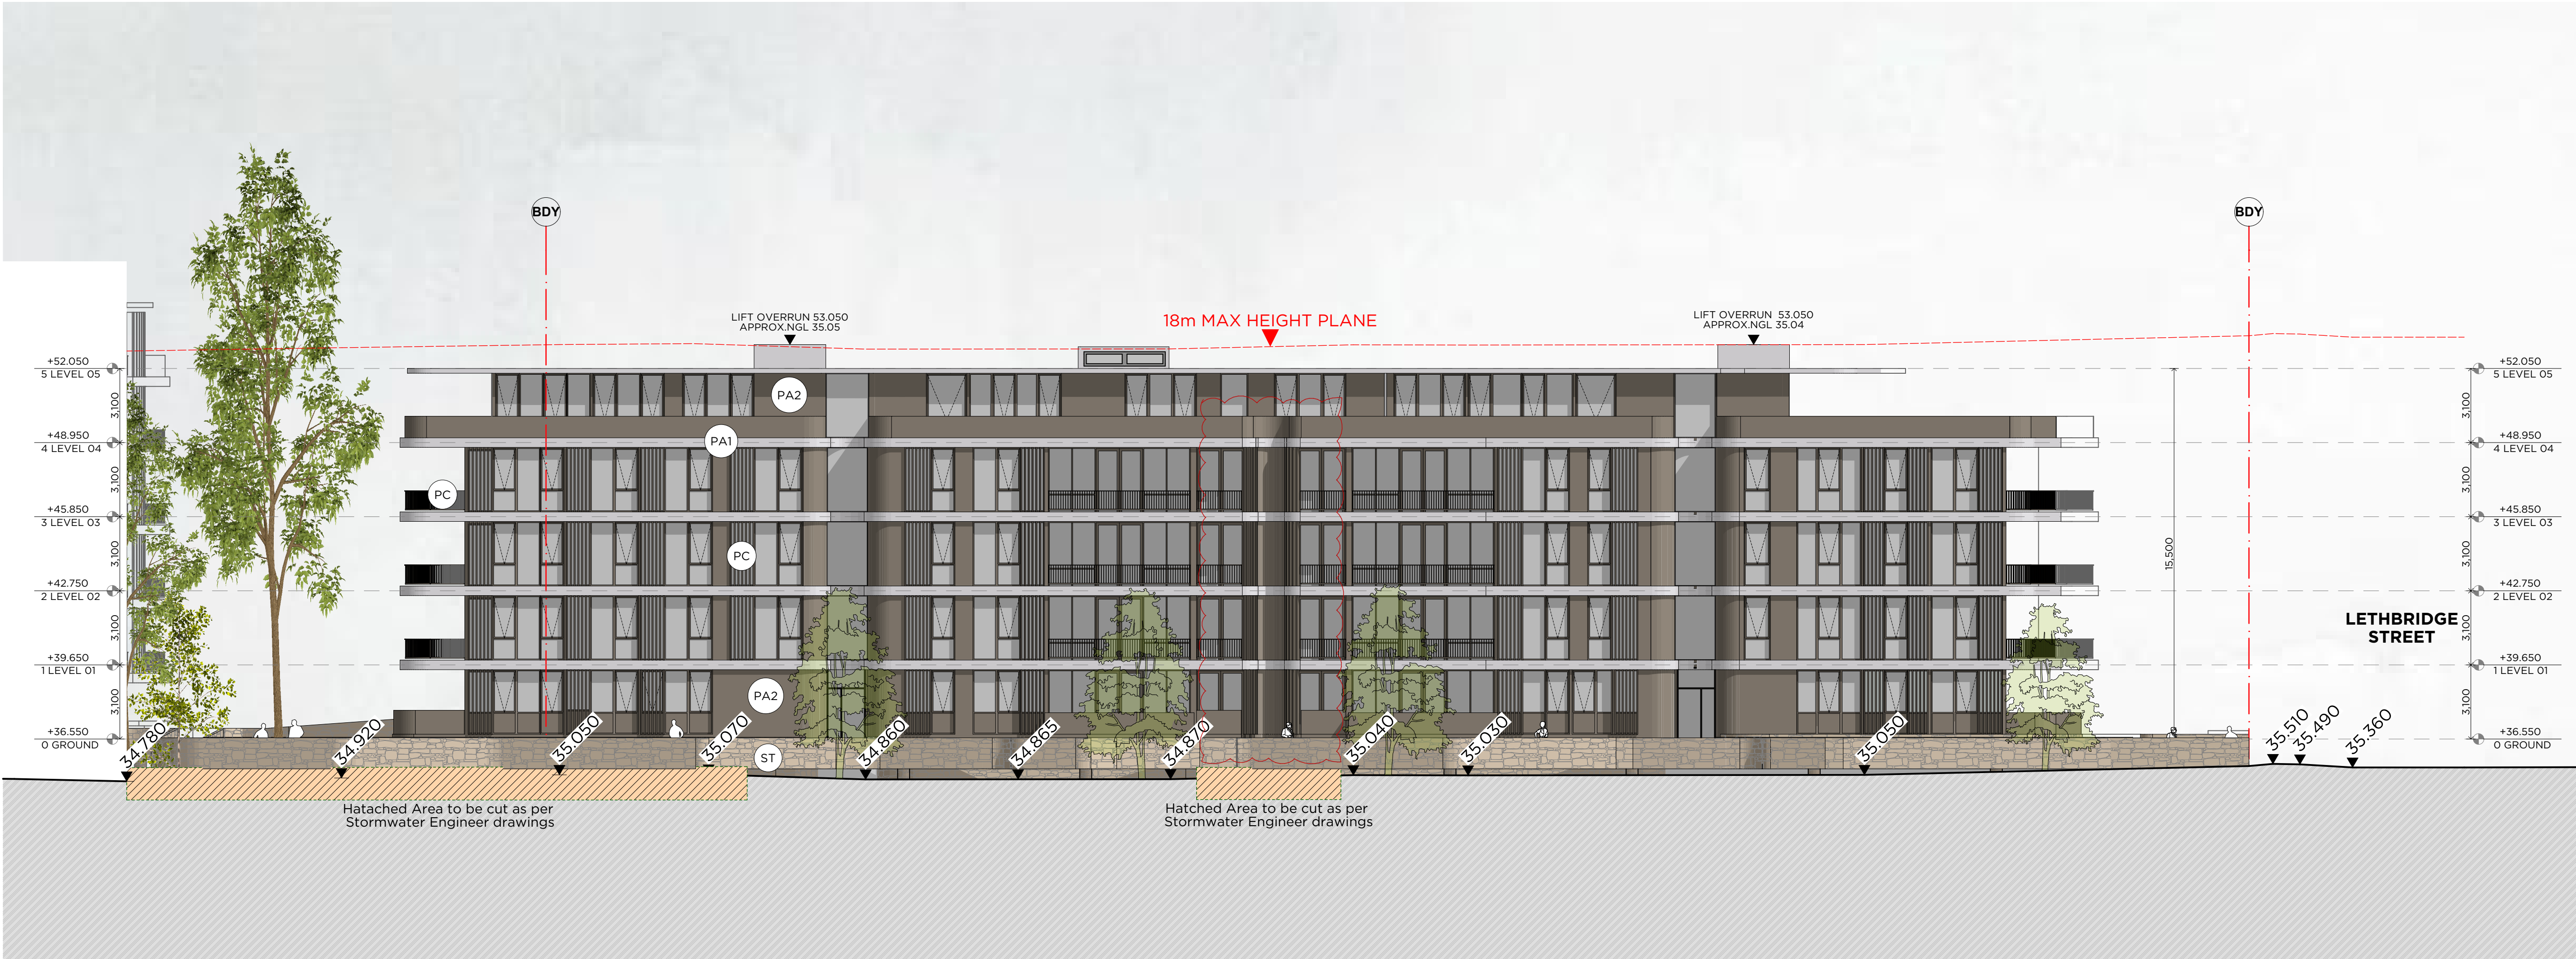 BDY
BDY
LIFT OVERRUN 53.050
APPROX.NGL 35.05
18m MAX HEIGHT PLANE
LIFT OVERRUN 53.050
APPROX.NGL 35.04
+52.050
5 LEVEL 05
3,100
+48.950
4 LEVEL 04
3,100
+45.850
3 LEVEL 03
3,100
+42.750
2 LEVEL 02
3,100
+39.650
1 LEVEL 01
3,100
+36.550
0 GROUND
PA2
PA1
PC
PC
PA2
ST
15,500
LETHBRIDGE
STREET
+52.050
5 LEVEL 05
3,100
+48.950
4 LEVEL 04
3,100
+45.850
3 LEVEL 03
3,100
+42.750
2 LEVEL 02
3,100
+39.650
1 LEVEL 01
3,100
+36.550
0 GROUND
34.780
34.920
35.050
35.070
34.860
34.865
34.870
35.040
35.030
35.050
35.510
35.490
35.360
Hatached Area to be cut as per
Stormwater Engineer drawings
Hatched Area to be cut as per
Stormwater Engineer drawings